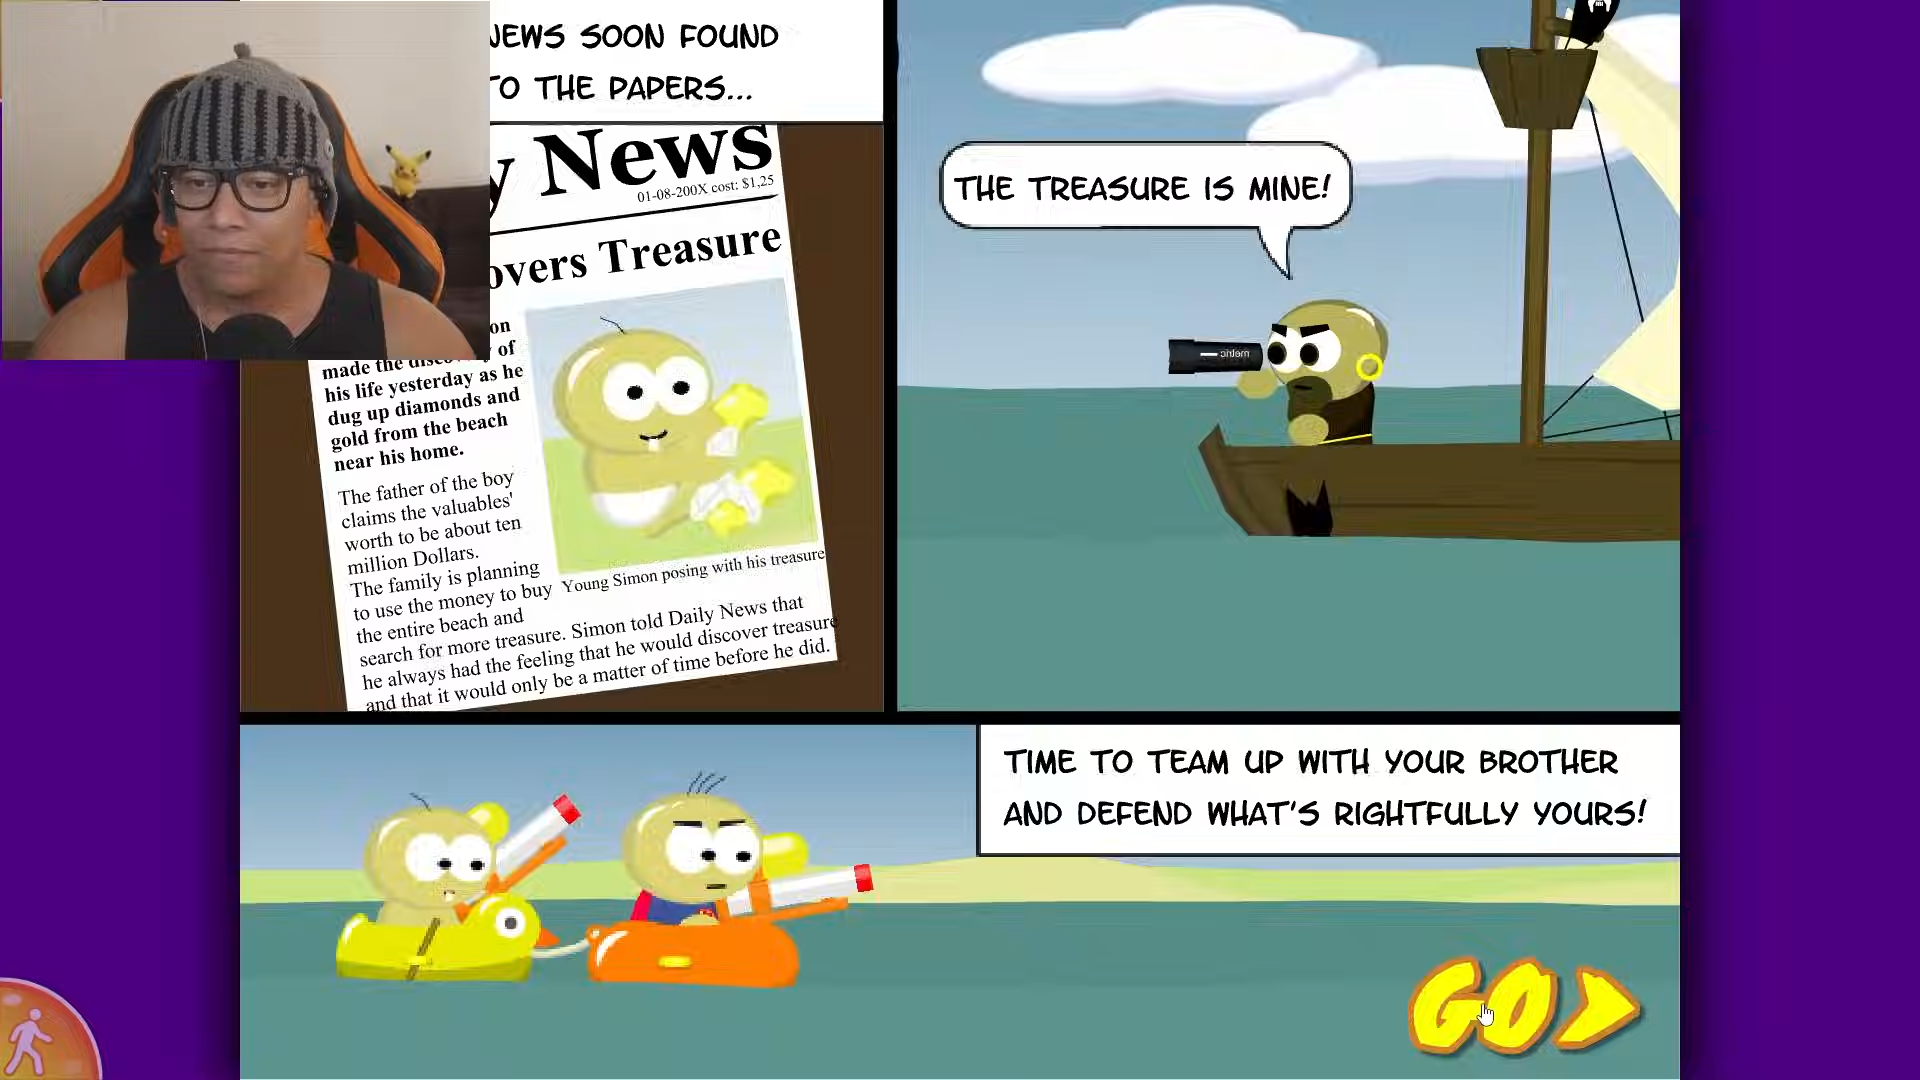 NEWS SOON FOUND
TO THE PAPERS...
y News
01-08-200X cost: $1,25
overs Treasure
on
made the discovery of
his life yesterday as he
dug up diamonds and
gold from the beach
near his home.
The father of the boy
claims the valuables'
worth to be about ten
million Dollars.
The family is planning
to use the money to buy
the entire beach and
search for more treasure. Simon told Daily News that
he always had the feeling that he would discover treasure
and that it would only be a matter of time before he did.
Young Simon posing with his treasure
THE TREASURE IS MINE!
metric
TIME TO TEAM UP WITH YOUR BROTHER
AND DEFEND WHAT'S RIGHTFULLY YOURS!
GO